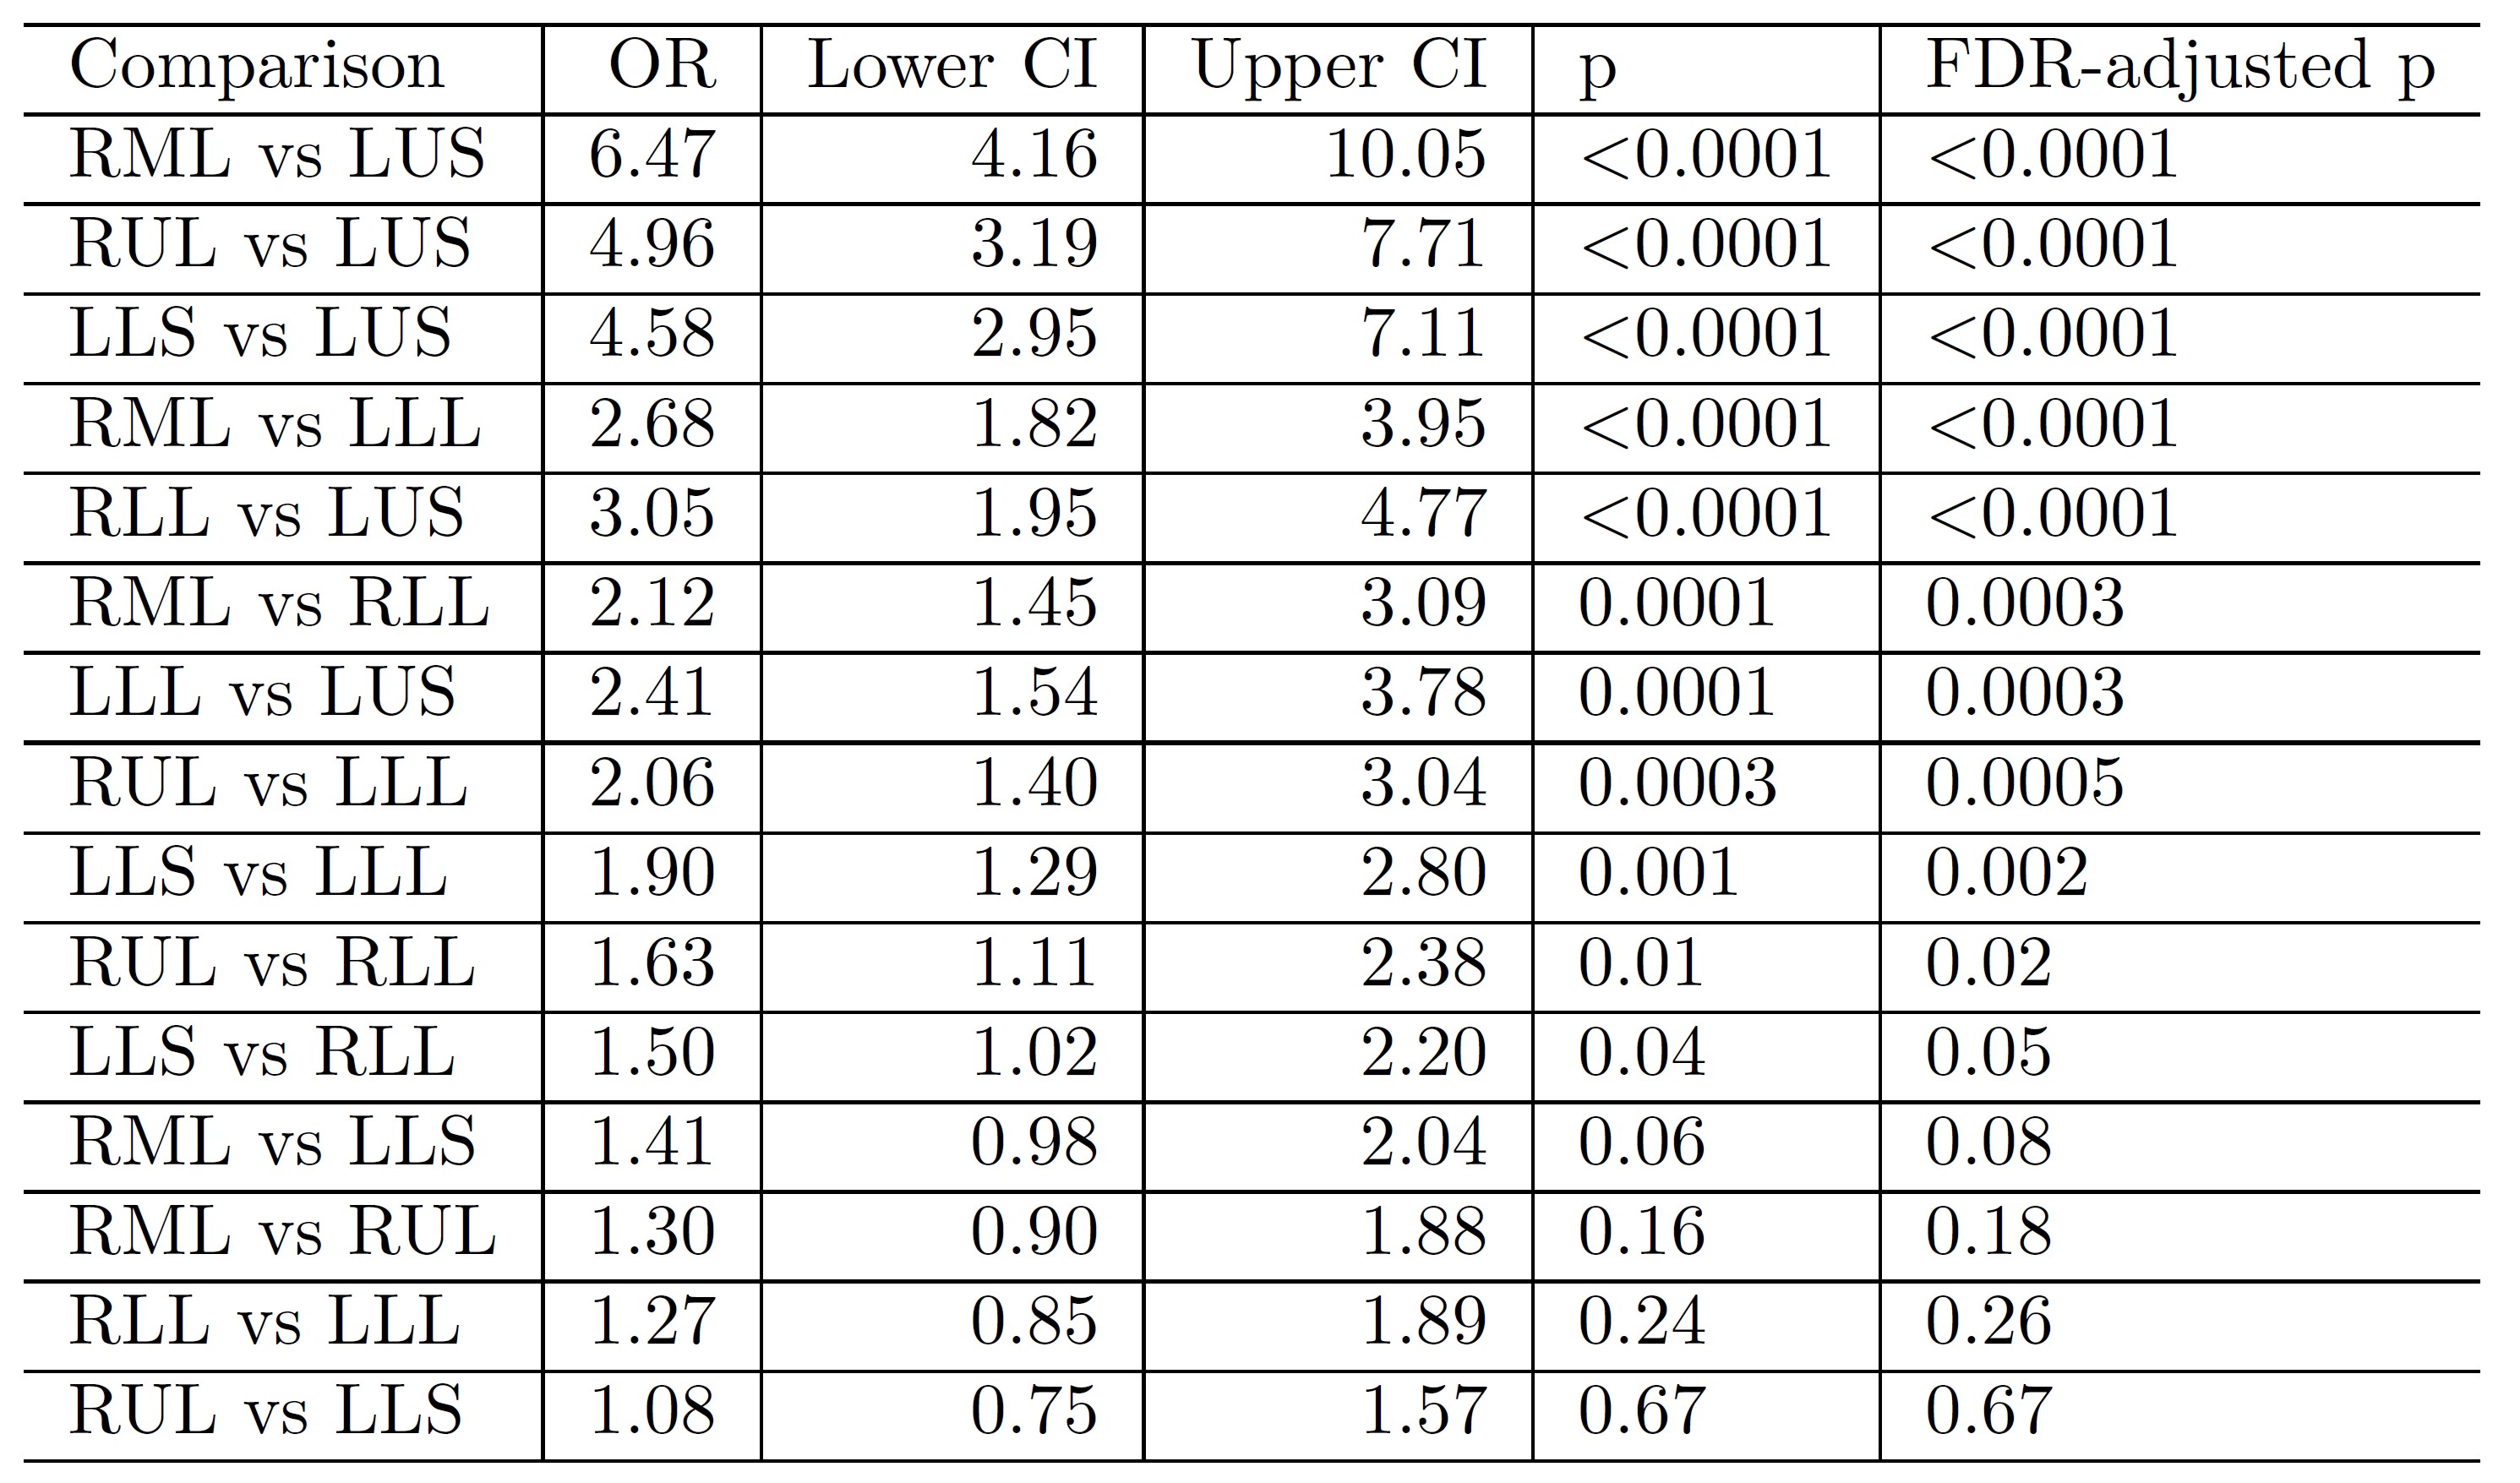 Comparison OR Lower CI Upper CI p FDR-adjusted p
RML vs LUS 6.47 4.16 10.05 <0.0001 <0.0001
RUL vs LUS 4.96 3.19 7.71 <0.0001 <0.0001
LLS vs LUS 4.58 2.95 7.11 <0.0001 <0.0001
RML vs LLL 2.68 1.82 3.95 <0.0001 <0.0001
RLL vs LUS 3.05 1.95 4.77 <0.0001 <0.0001
RML vs RLL 2.12 1.45 3.09 0.0001 0.0003
LLL vs LUS 2.41 1.54 3.78 0.0001 0.0003
RUL vs LLL 2.06 1.40 3.04 0.0003 0.0005
LLS vs LLL 1.90 1.29 2.80 0.001 0.002
RUL vs RLL 1.63 1.11 2.38 0.01 0.02
LLS vs RLL 1.50 1.02 2.20 0.04 0.05
RML vs LLS 1.41 0.98 2.04 0.06 0.08
RML vs RUL 1.30 0.90 1.88 0.16 0.18
RLL vs LLL 1.27 0.85 1.89 0.24 0.26
RUL vs LLS 1.08 0.75 1.57 0.67 0.67